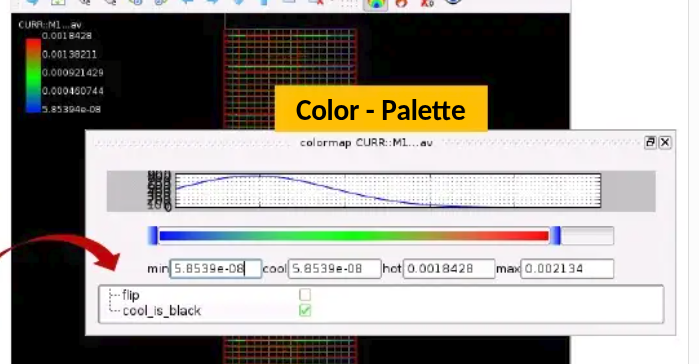 CURR::M1...av
0.0018428
0.00138211
0.000921429
0.000460744
5.85394e-08
Color - Palette
colormap CURR::M1...av
min 5.8539e-08 cool 5.8539e-08 hot 0.0018428 max 0.002134
flip
cool_is_black